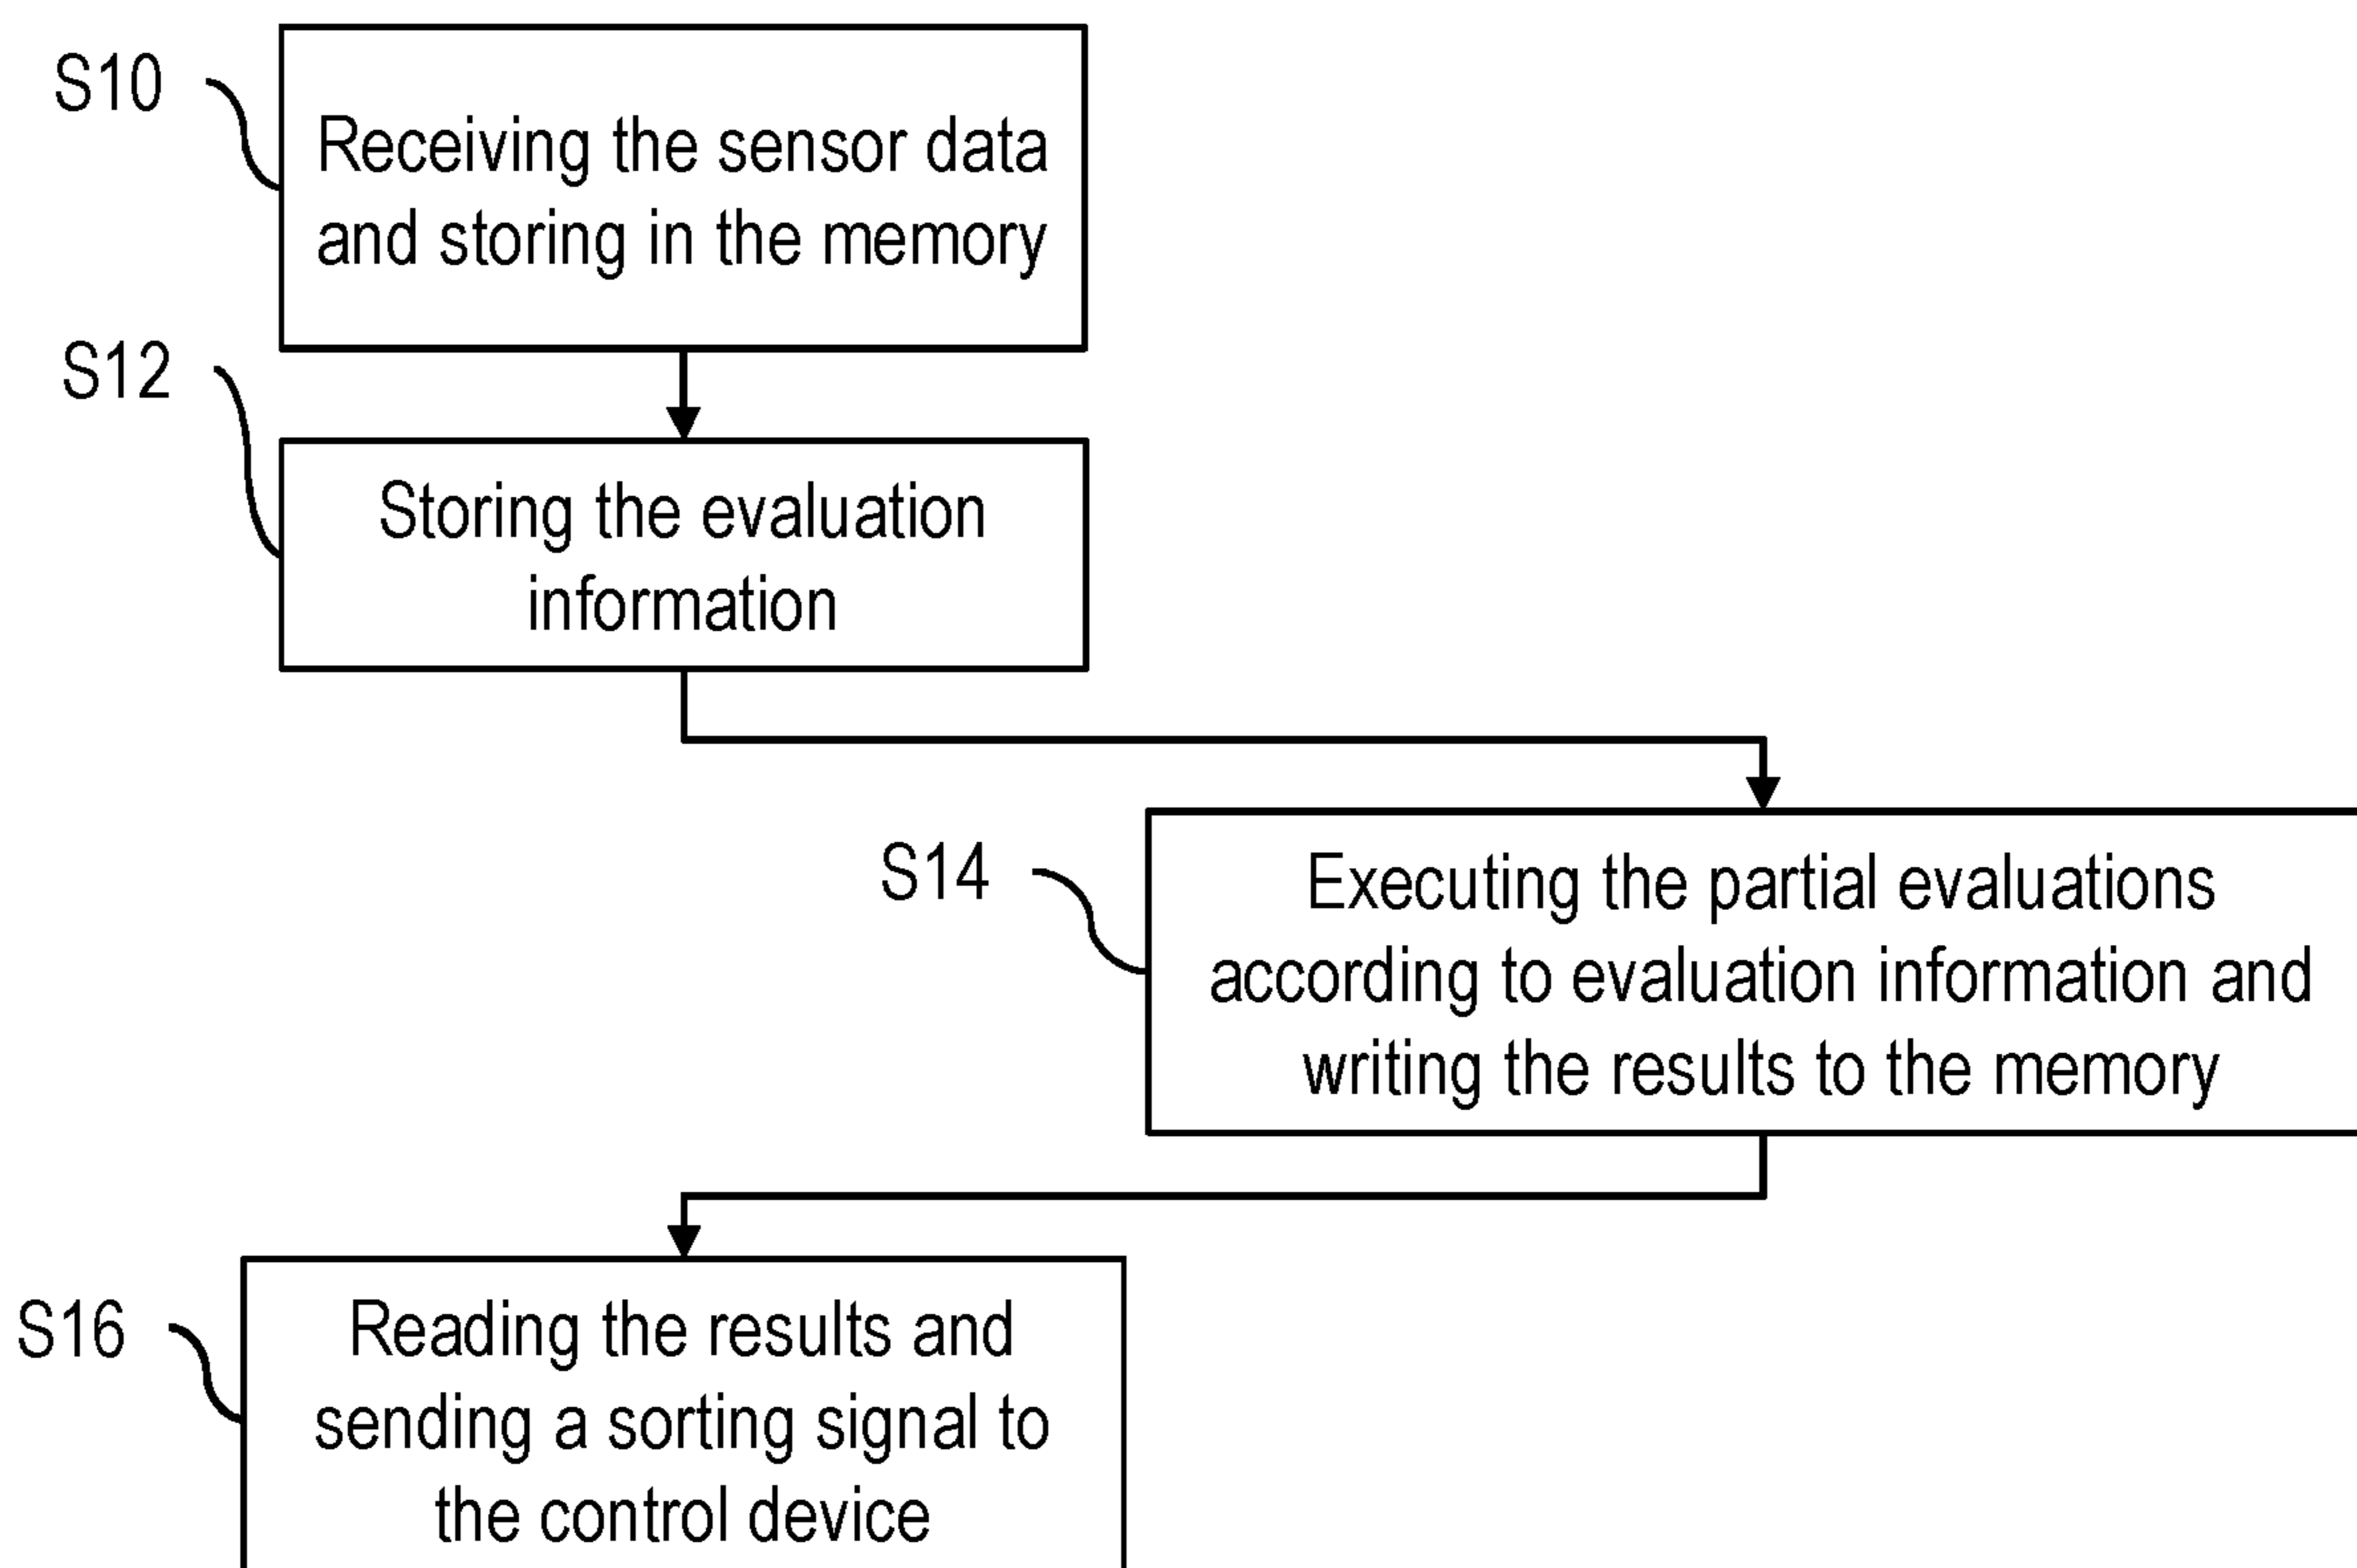 S10
Receiving the sensor data
and storing in the memory
S12
Storing the evaluation
information
S14
Executing the partial evaluations
according to evaluation information and
writing the results to the memory
S16
Reading the results and
sending a sorting signal to
the control device